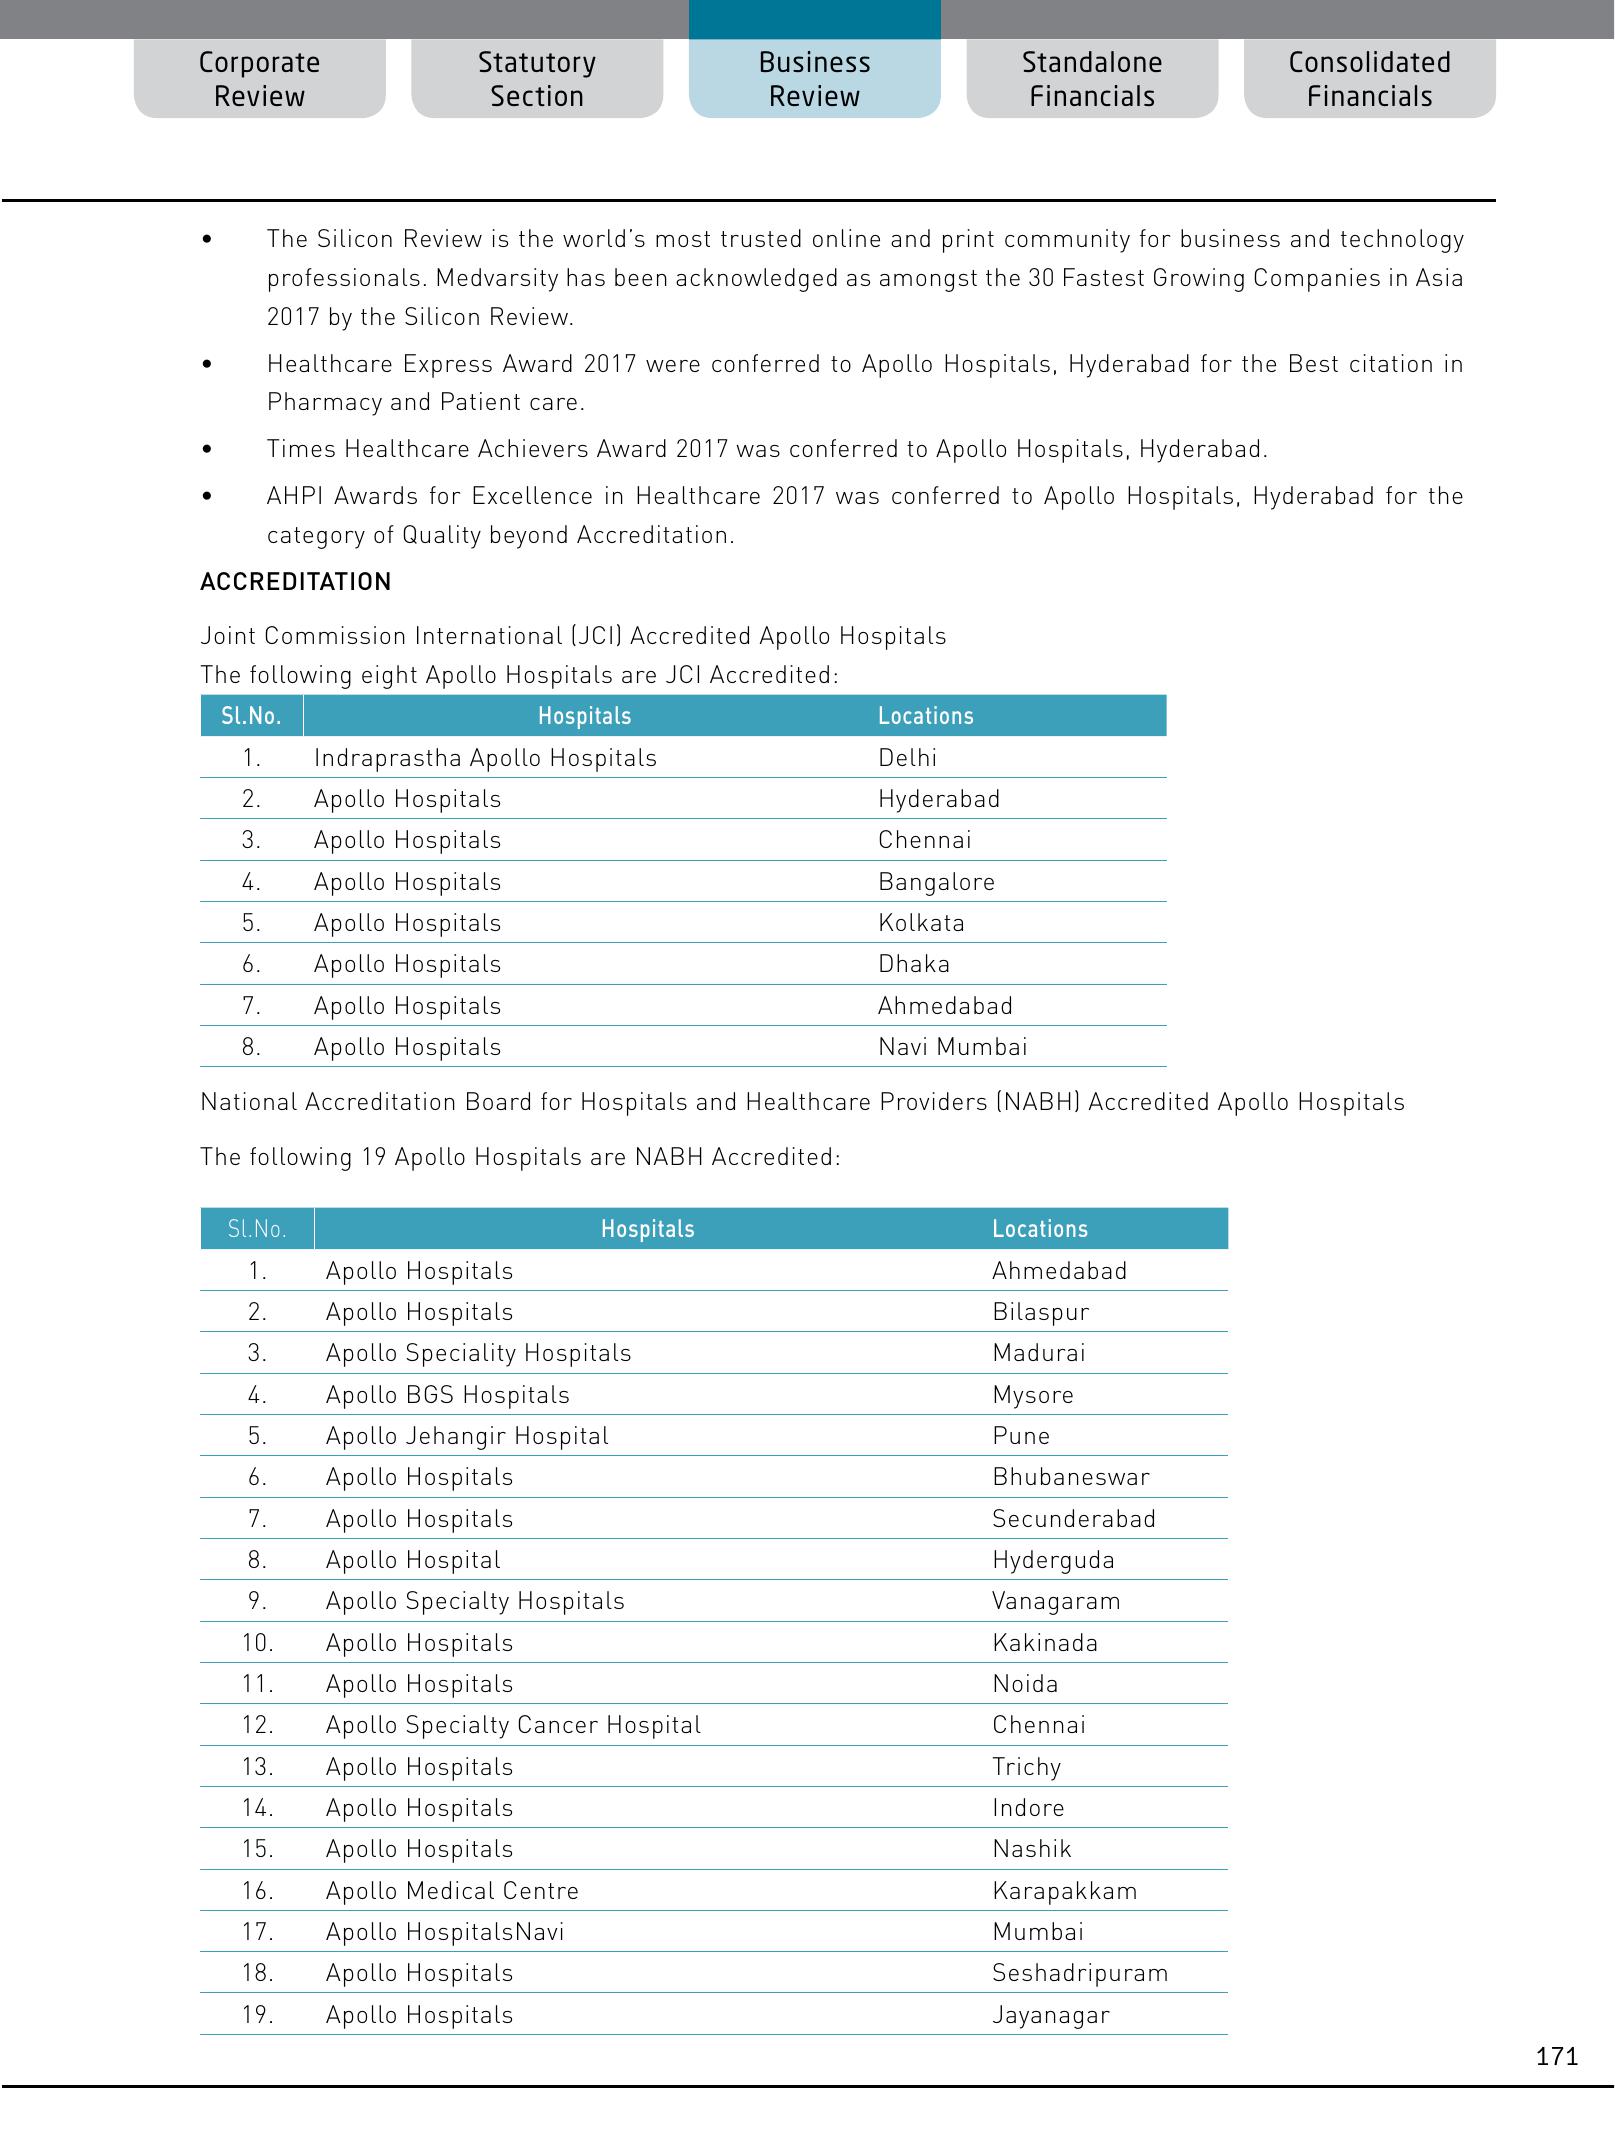 Corporate Review
Statutory Section
Business Review
Standalone Financials
Consolidated Financials
• The Silicon Review is the world’s most trusted online and print community for business and technology
professionals. Medvarsity has been acknowledged as amongst the 30 Fastest Growing Companies in Asia
2017 by the Silicon Review.
• Healthcare Express Award 2017 were conferred to Apollo Hospitals, Hyderabad for the Best citation in
Pharmacy and Patient care.
• Times Healthcare Achievers Award 2017 was conferred to Apollo Hospitals, Hyderabad.
• AHPI Awards for Excellence in Healthcare 2017 was conferred to Apollo Hospitals, Hyderabad for the
category of Quality beyond Accreditation.
ACCREDITATION
Joint Commission International (JCI) Accredited Apollo Hospitals
The following eight Apollo Hospitals are JCI Accredited:
Sl.No. Hospitals Locations
1. Indraprastha Apollo Hospitals Delhi
2. Apollo Hospitals Hyderabad
3. Apollo Hospitals Chennai
4. Apollo Hospitals Bangalore
5. Apollo Hospitals Kolkata
6. Apollo Hospitals Dhaka
7. Apollo Hospitals Ahmedabad
8. Apollo Hospitals Navi Mumbai
National Accreditation Board for Hospitals and Healthcare Providers (NABH) Accredited Apollo Hospitals
The following 19 Apollo Hospitals are NABH Accredited:
Sl.No. Hospitals Locations
1. Apollo Hospitals Ahmedabad
2. Apollo Hospitals Bilaspur
3. Apollo Speciality Hospitals Madurai
4. Apollo BGS Hospitals Mysore
5. Apollo Jehangir Hospital Pune
6. Apollo Hospitals Bhubaneswar
7. Apollo Hospitals Secunderabad
8. Apollo Hospital Hyderguda
9. Apollo Specialty Hospitals Vanagaram
10. Apollo Hospitals Kakinada
11. Apollo Hospitals Noida
12. Apollo Specialty Cancer Hospital Chennai
13. Apollo Hospitals Trichy
14. Apollo Hospitals Indore
15. Apollo Hospitals Nashik
16. Apollo Medical Centre Karapakkam
17. Apollo HospitalsNavi Mumbai
18. Apollo Hospitals Seshadripuram
19. Apollo Hospitals Jayanagar
171